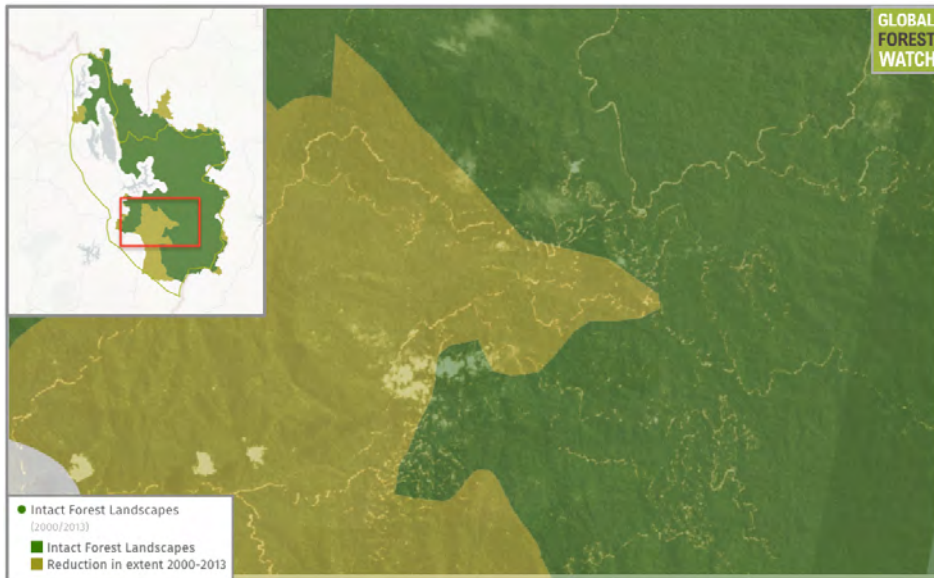 GLOBAL
FOREST
WATCH
Intact Forest Landscapes
(2000/2013)
Intact Forest Landscapes
Reduction in extent 2000-2013